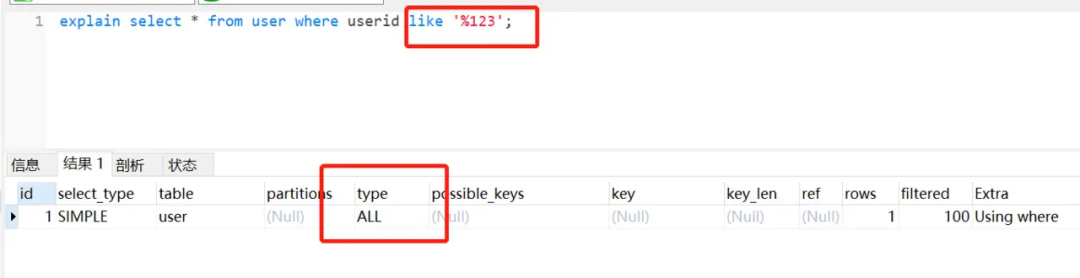 1 explain select * from user where userid like '%123';
信息 结果 1 剖析 状态
id select_type table partitions type possible_keys key key_len ref rows filtered Extra
1 SIMPLE user (Null) ALL (Null) (Null) (Null) (Null) 1 100 Using where